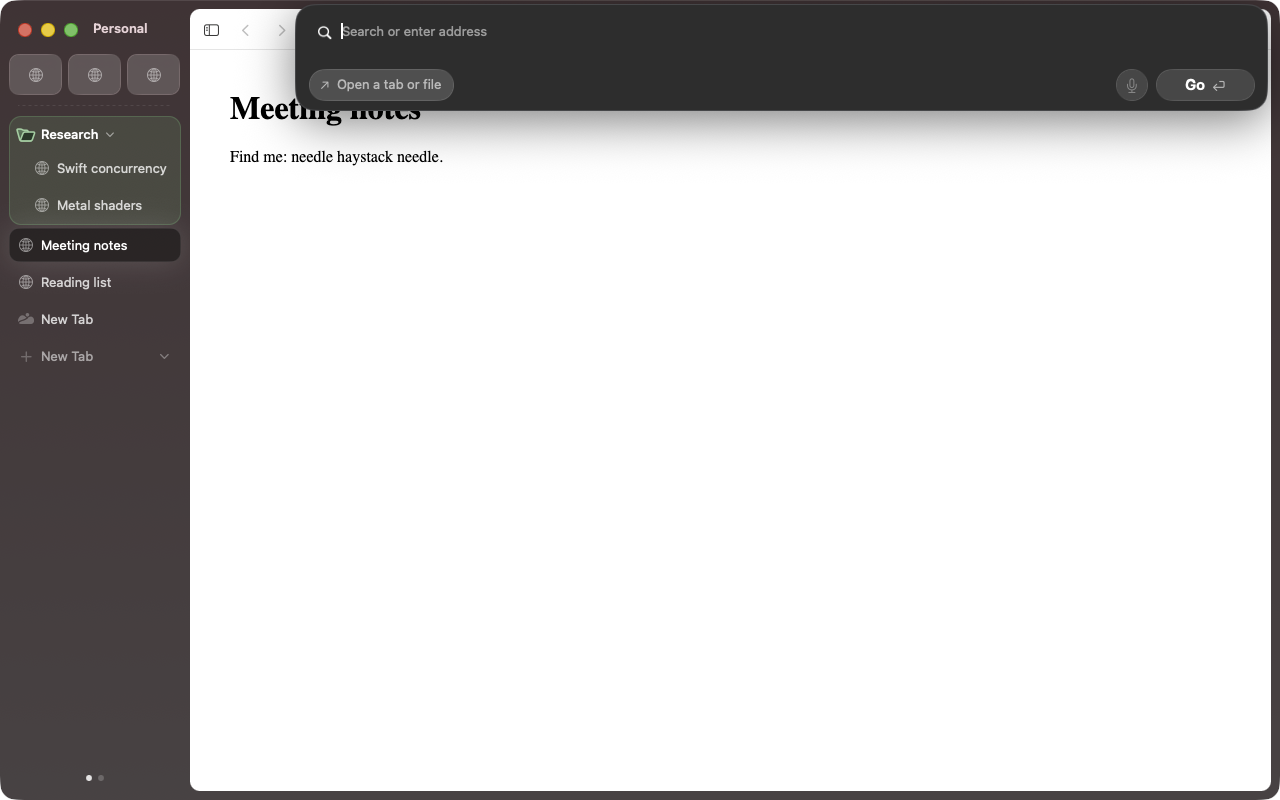 Personal
Search or enter address
Open a tab or file
Go
Research
Swift concurrency
Metal shaders
Meeting notes
Reading list
New Tab
New Tab
Meeting notes
Find me: needle haystack needle.